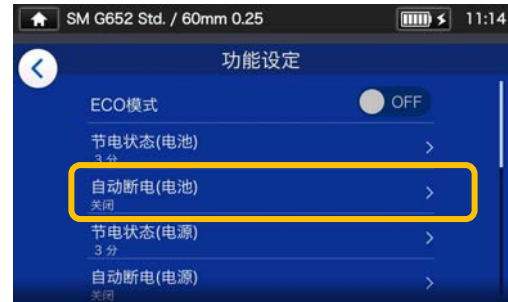 SM G652 Std. / 60mm 0.25 11:14
功能设定
ECO模式 OFF
节电状态(电池)
3 分
自动断电(电池)
关闭
节电状态(电源)
3 分
自动断电(电源)
关闭